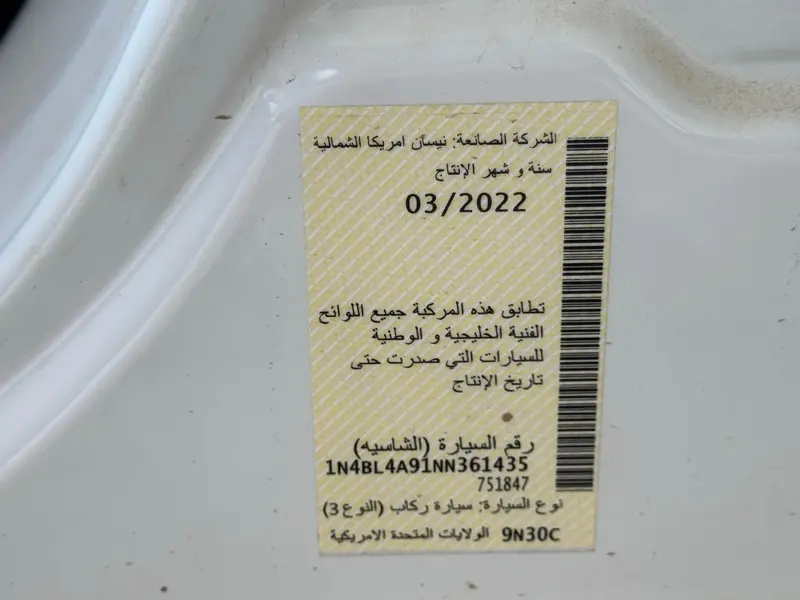 الشركة الصانعة: نيسان امريكا الشمالية
سنة و شهر الإنتاج
03/2022
تطابق هذه المركبة جميع اللوائح
الفنية الخليجية و الوطنية
للسيارات التي صدرت حتى
تاريخ الإنتاج
رقم السيارة (الشاسيه)
1N4BL4A91NN361435
751847
نوع السيارة: سيارة ركاب (النوع 3)
9N30C الولايات المتحدة الامريكية